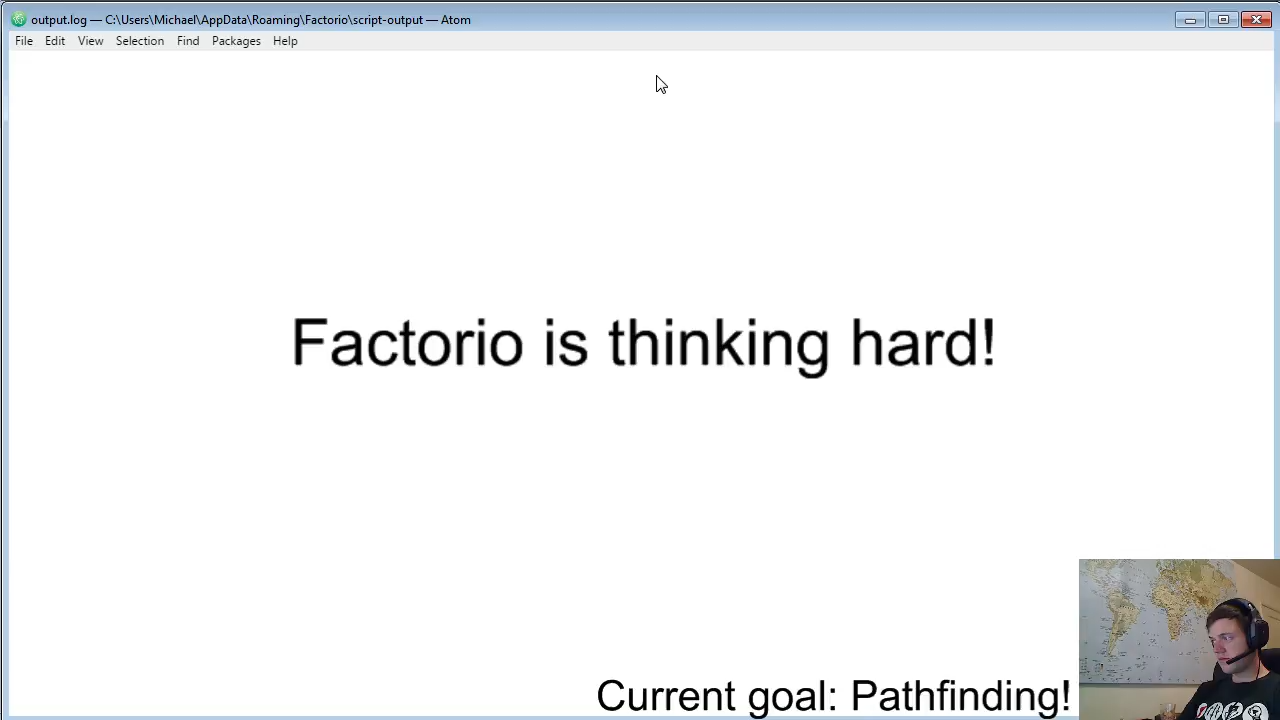 output.log — C:\Users\Michael\AppData\Roaming\Factorio\script-output — Atom
File Edit View Selection Find Packages Help
Factorio is thinking hard!
Current goal: Pathfinding!